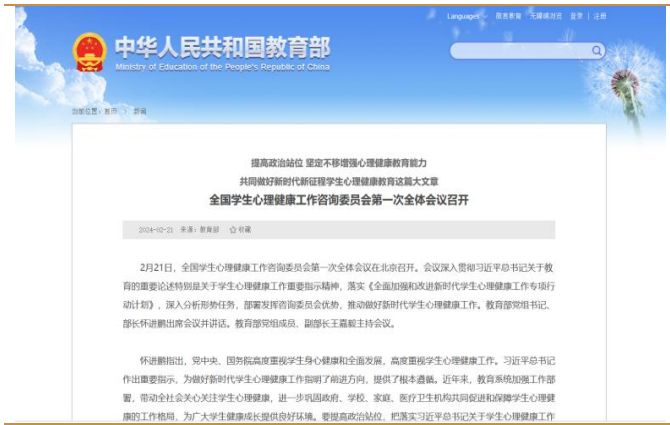 Languages 微言教育 无障碍浏览 登录 | 注册
中华人民共和国教育部
Ministry of Education of the People's Republic of China
当前位置: 首页 > 新闻
提高政治站位 坚定不移增强心理健康教育能力
共同做好新时代新征程学生心理健康教育这篇大文章
全国学生心理健康工作咨询委员会第一次全体会议召开
2024-02-21 来源: 教育部 收藏
2月21日，全国学生心理健康工作咨询委员会第一次全体会议在北京召开。会议深入贯彻习近平总书记关于教
育的重要论述特别是关于学生心理健康工作重要指示精神，落实《全面加强和改进新时代学生心理健康工作专项行
动计划》，深入分析形势任务，部署发挥咨询委员会优势，推动做好新时代学生心理健康工作。教育部党组书记、
部长怀进鹏出席会议并讲话。教育部党组成员、副部长王嘉毅主持会议。
怀进鹏指出，党中央、国务院高度重视学生身心健康和全面发展，高度重视学生心理健康工作。习近平总书记
作出重要指示，为做好新时代学生心理健康工作指明了前进方向，提供了根本遵循。近年来，教育系统加强工作部
署，带动全社会关心关注学生心理健康，进一步巩固政府、学校、家庭、医疗卫生机构共同促进和保障学生心理健
康的工作格局，为广大学生健康成长提供良好环境。要提高政治站位，把落实习近平总书记关于学生心理健康工作